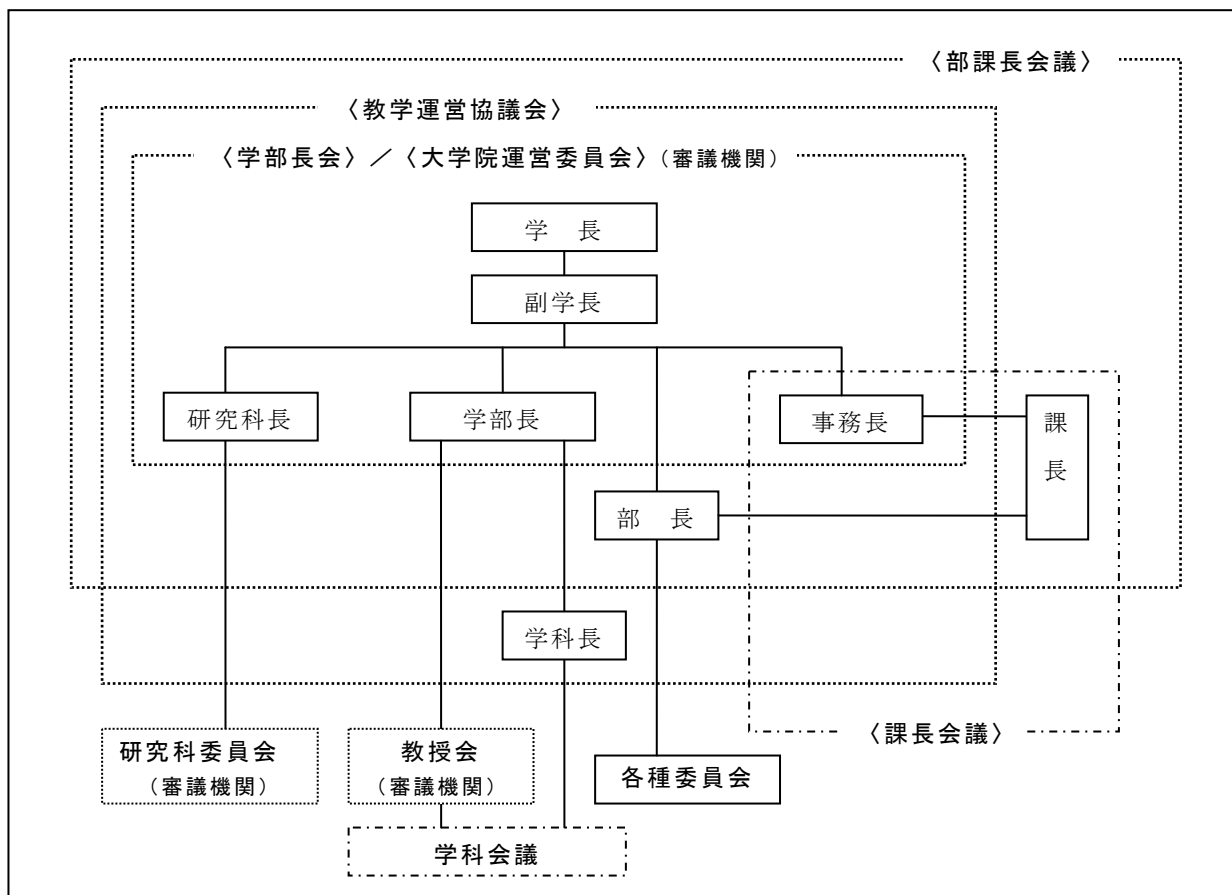 〈部課長会議〉
〈教学運営協議会〉
〈学部長会〉／〈大学院運営委員会〉（審議機関）
学　長
副学長
研究科長
学部長
事務長
課長
部　長
学科長
〈課長会議〉
研究科委員会
（審議機関）
教授会
（審議機関）
各種委員会
学科会議